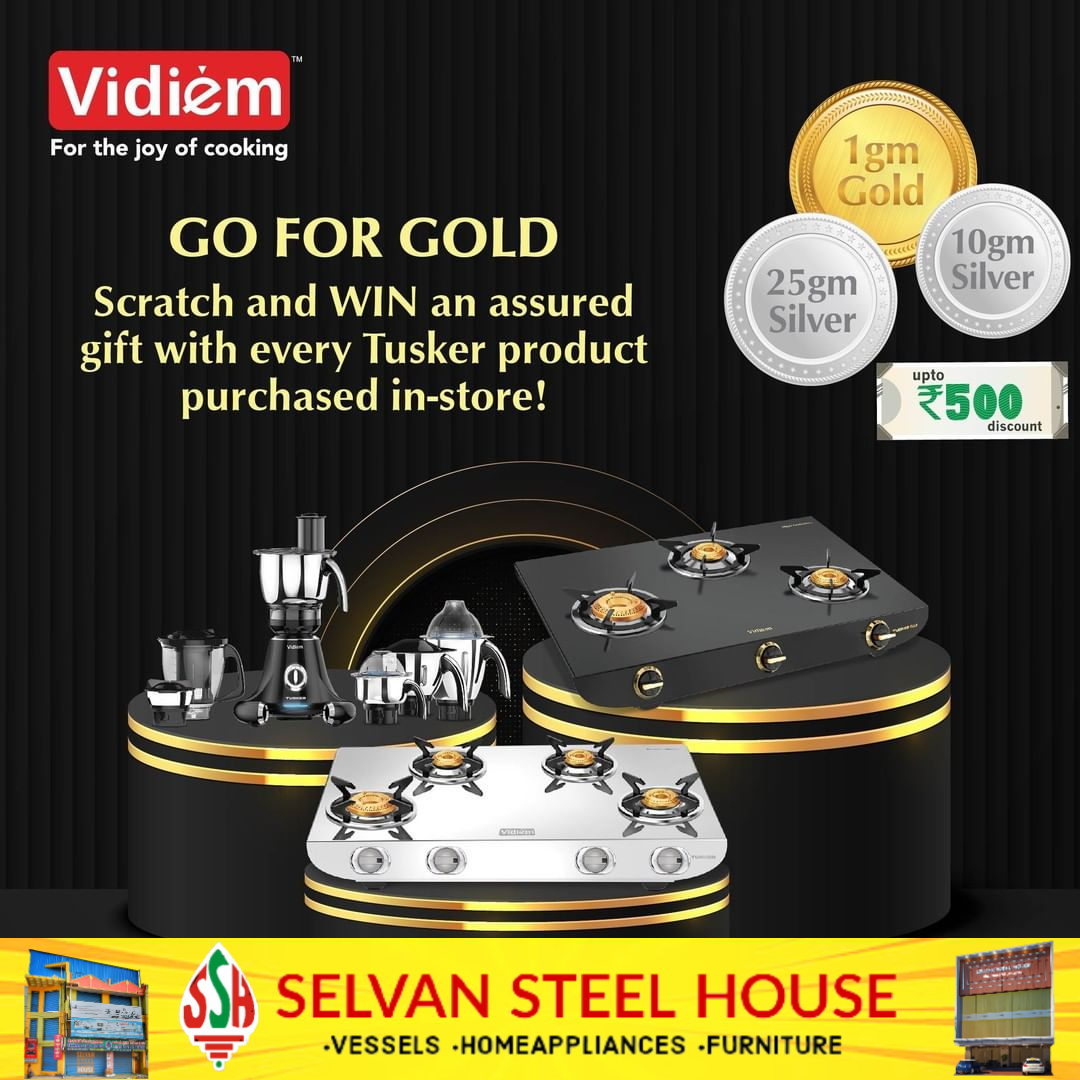 Vidiem™
For the joy of cooking
GO FOR GOLD
Scratch and WIN an assured
gift with every Tusker product
purchased in-store!
1gm
Gold
25gm
Silver
10gm
Silver
upto
₹500
discount
Vidiem
TUSKER
Vidiem
Vidiem
TUSKER
SSH
SELVAN STEEL HOUSE
·VESSELS ·HOMEAPPLIANCES ·FURNITURE